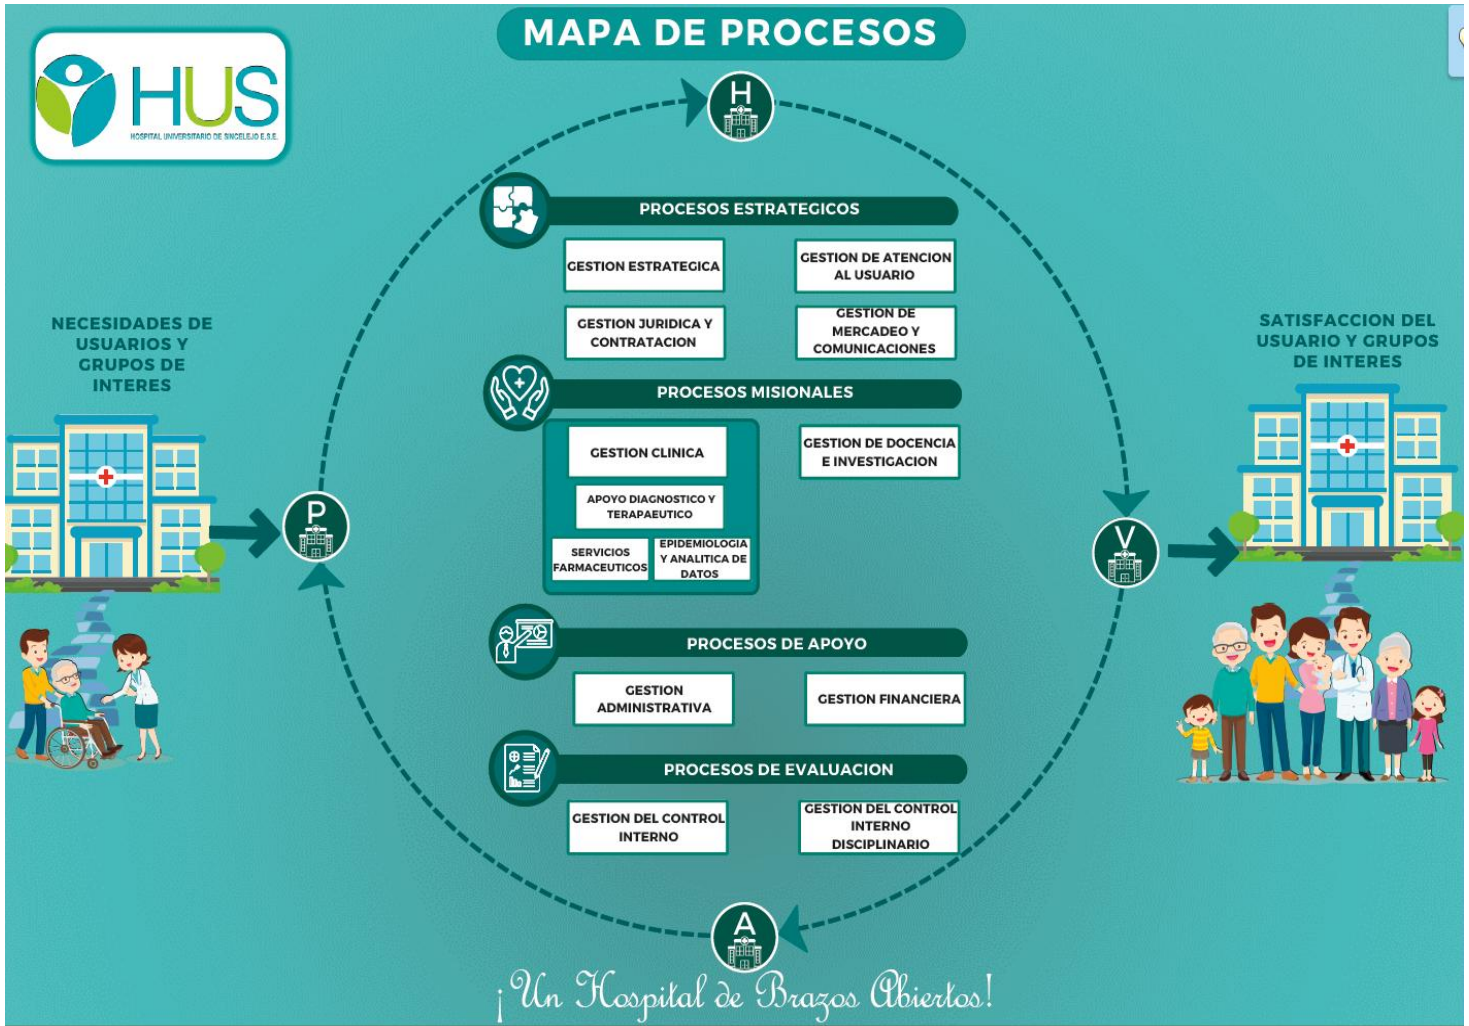 MAPA DE PROCESOS
HUS
HOSPITAL UNIVERSITARIO DE SINCELEJO E.S.E.
H
PROCESOS ESTRATEGICOS
GESTION ESTRATEGICA
GESTION DE ATENCION
AL USUARIO
GESTION JURIDICA Y
CONTRATACION
GESTION DE
MERCADEO Y
COMUNICACIONES
NECESIDADES DE
USUARIOS Y
GRUPOS DE
INTERES
SATISFACCION DEL
USUARIO Y GRUPOS
DE INTERES
PROCESOS MISIONALES
GESTION CLINICA
GESTION DE DOCENCIA
E INVESTIGACION
APOYO DIAGNOSTICO Y
TERAPAEUTICO
SERVICIOS
FARMACEUTICOS
EPIDEMIOLOGIA
Y ANALITICA DE
DATOS
P
V
PROCESOS DE APOYO
GESTION
ADMINISTRATIVA
GESTION FINANCIERA
PROCESOS DE EVALUACION
GESTION DEL CONTROL
INTERNO
GESTION DEL CONTROL
INTERNO
DISCIPLINARIO
A
¡Un Hospital de Brazos Abiertos!